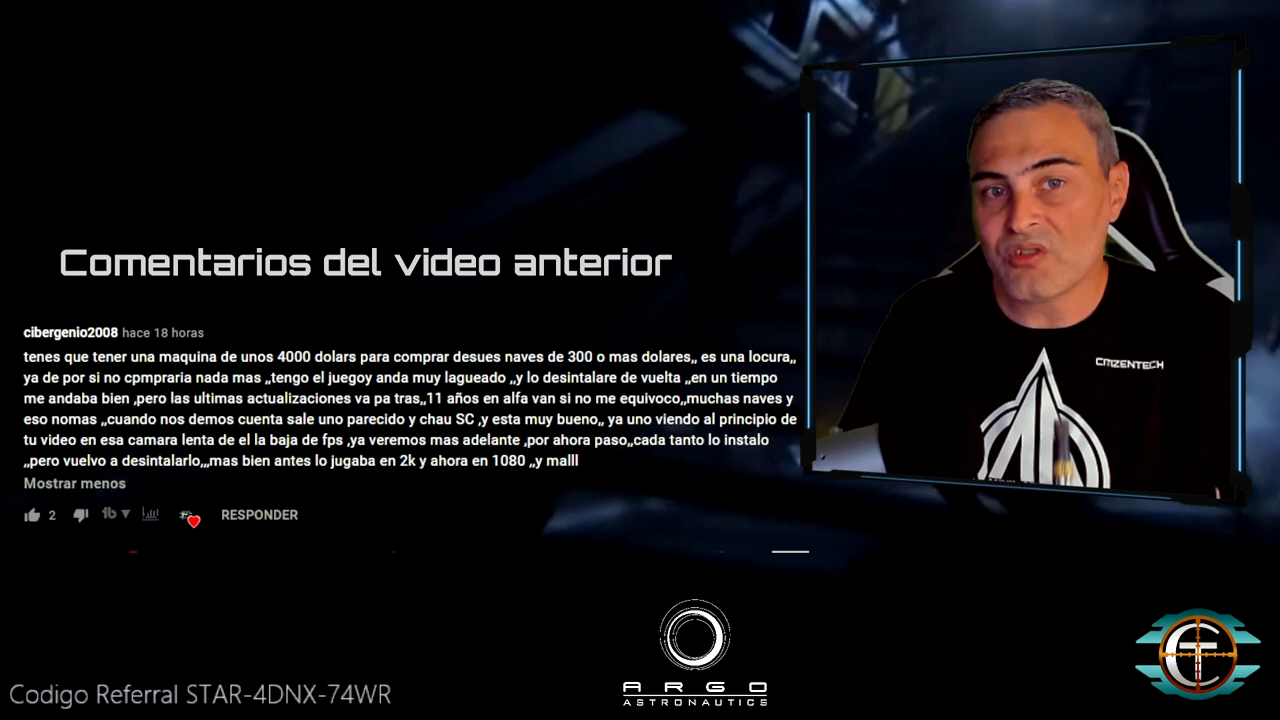 Comentarios del video anterior
cibergenio2008 hace 18 horas
tenes que tener una maquina de unos 4000 dolars para comprar desues naves de 300 o mas dolares,, es una locura,,
ya de por si no cpmpraria nada mas ,,tengo el juegoy anda muy lagueado ,,y lo desintalare de vuelta ,,en un tiempo
me andaba bien ,pero las ultimas actualizaciones va pa tras,,11 años en alfa van si no me equivoco,,muchas naves y
eso nomas ,,cuando nos demos cuenta sale uno parecido y chau SC ,y esta muy bueno,, ya uno viendo al principio de
tu video en esa camara lenta de el la baja de fps ,ya veremos mas adelante ,por ahora paso,,cada tanto lo instalo
,,pero vuelvo a desintalarlo,,,mas bien antes lo jugaba en 2k y ahora en 1080 ,,y malll
Mostrar menos
2 RESPONDER
CITIZENTECH
ARGO
ASTRONAUTICS
CT
Codigo Referral STAR-4DNX-74WR